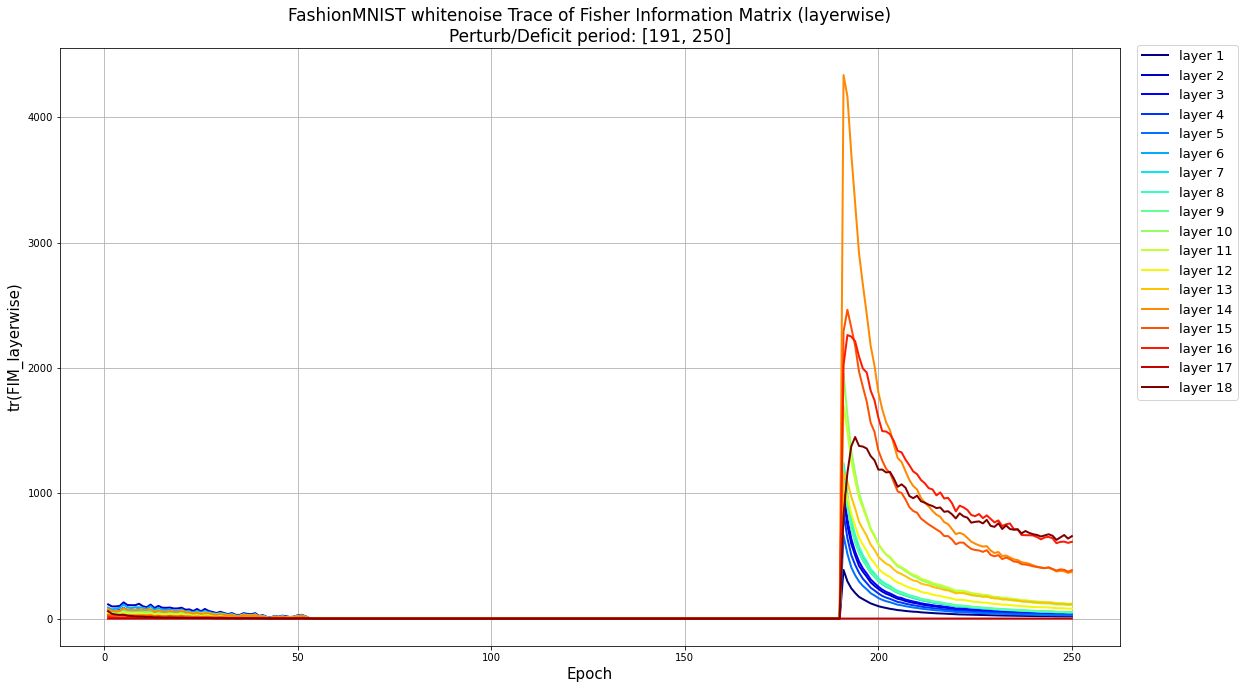 FashionMNIST whitenoise Trace of Fisher Information Matrix (layerwise)
Perturb/Deficit period: [191, 250]
tr(FIM_layerwise)
4000
3000
2000
1000
0
0
50
100
150
200
250
Epoch
layer 1
layer 2
layer 3
layer 4
layer 5
layer 6
layer 7
layer 8
layer 9
layer 10
layer 11
layer 12
layer 13
layer 14
layer 15
layer 16
layer 17
layer 18